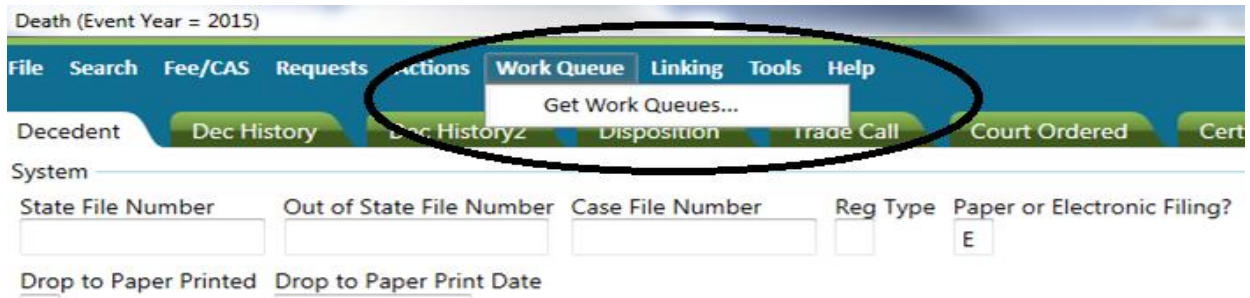 Death (Event Year = 2015)
File Search Fee/CAS Requests Actions Work Queue Linking Tools Help
Get Work Queues...
Decedent Dec History Dec History2 Disposition Trade Call Court Ordered Cert
System
State File Number Out of State File Number Case File Number Reg Type Paper or Electronic Filing?
E
Drop to Paper Printed Drop to Paper Print Date